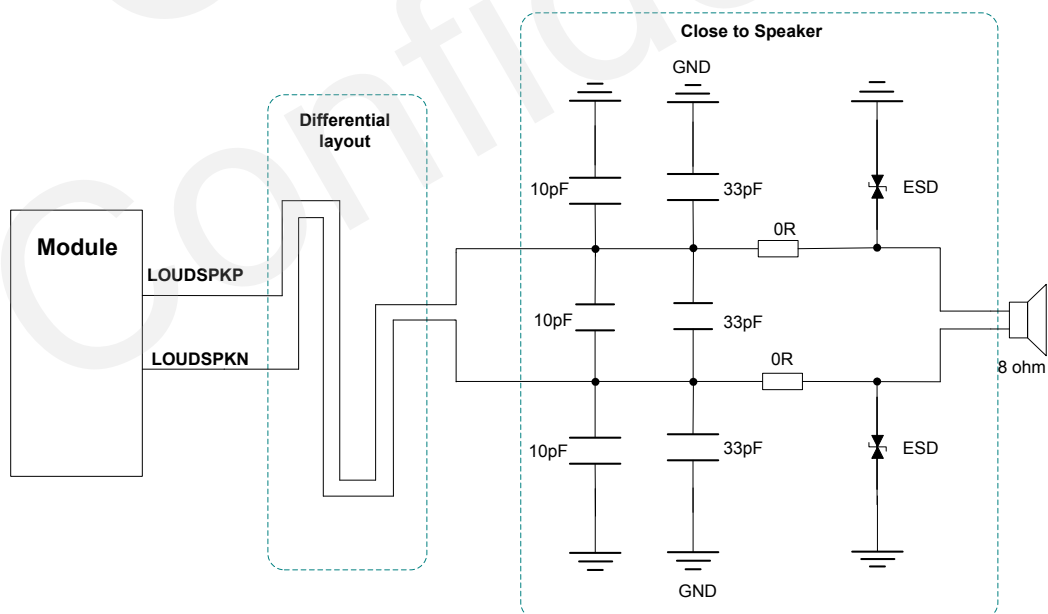 Close to Speaker
GND
Differential
layout
10pF
33pF
ESD
0R
Module
LOUDSPKP
10pF
33pF
LOUDSPKN
0R
8 ohm
10pF
33pF
ESD
GND